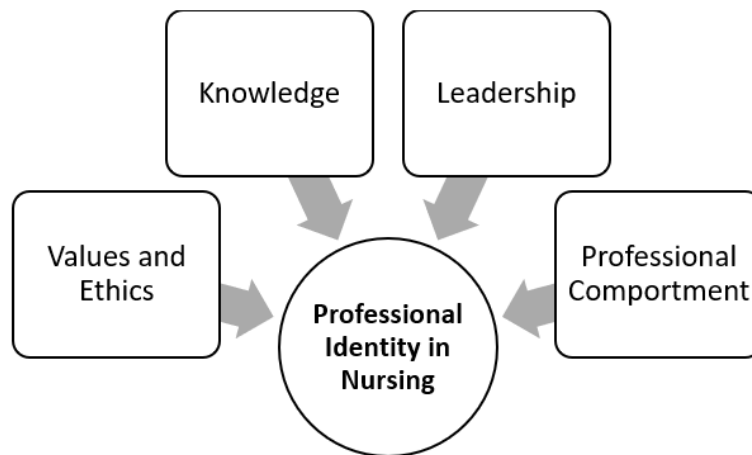 Knowledge
Leadership
Values and
Ethics
Professional
Comportment
Professional
Identity in
Nursing